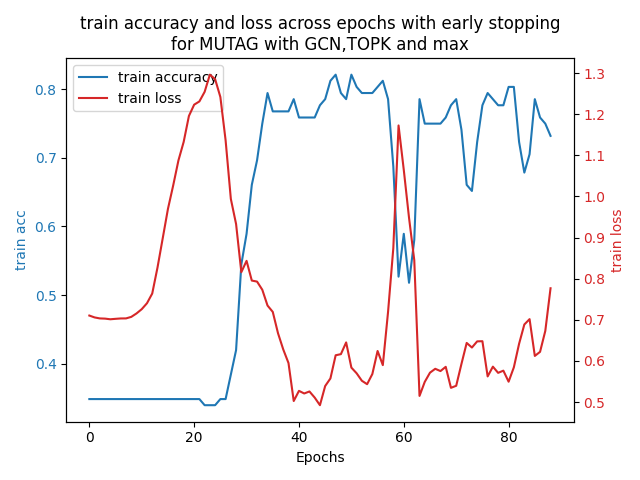 train accuracy and loss across epochs with early stopping
for MUTAG with GCN,TOPK and max
train accuracy
train loss
train acc
0.8
0.7
0.6
0.5
0.4
1.3
1.2
1.1
1.0
0.9
0.8
0.7
0.6
0.5
train loss
0 20 40 60 80
Epochs